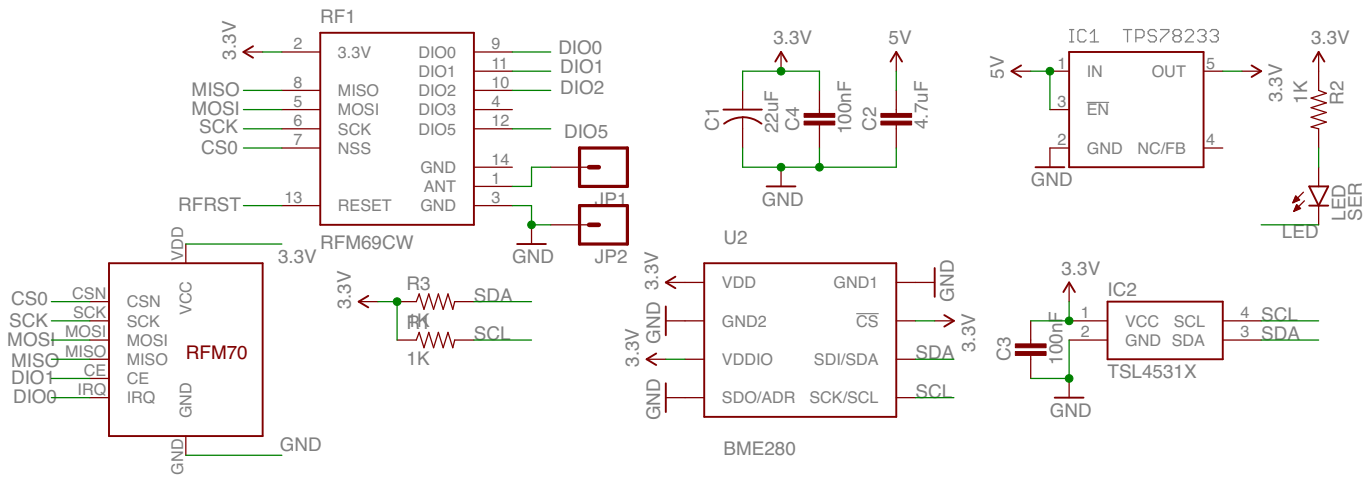 RF1
3.3V
2
3.3V
MISO
8
MISO
MOSI
5
MOSI
SCK
6
SCK
CS0
7
NSS
RFRST
13
RESET
DIO0
9
DIO0
DIO1
11
DIO1
DIO2
10
DIO2
DIO3
4
DIO5
12
DIO5
GND
14
ANT
1
GND
3
JP1
JP2
GND
RFM69CW
3.3V
5V
C1
22uF
C4
100nF
C2
4.7uF
GND
IC1 TPS78233
5V
1
IN
3
EN
2
GND
GND
OUT
5
3.3V
NC/FB
4
3.3V
1K
R2
LED
SER
LED
VDD
3.3V
VCC
CS0
CSN
CSN
SCK
SCK
SCK
MOSI
MOSI
MOSI
MISO
MISO
MISO
DIO1
CE
CE
DIO0
IRQ
IRQ
RFM70
GND
GND
GND
3.3V
R3
SDA
1K
R1
SCL
1K
U2
3.3V
VDD
GND
GND2
3.3V
VDDIO
GND
SDO/ADR
GND1
GND
CS
3.3V
SDI/SDA
SDA
SCK/SCL
SCL
BME280
3.3V
IC2
C3
100nF
1
VCC
2
GND
SCL
4
SCL
SDA
3
SDA
TSL4531X
GND